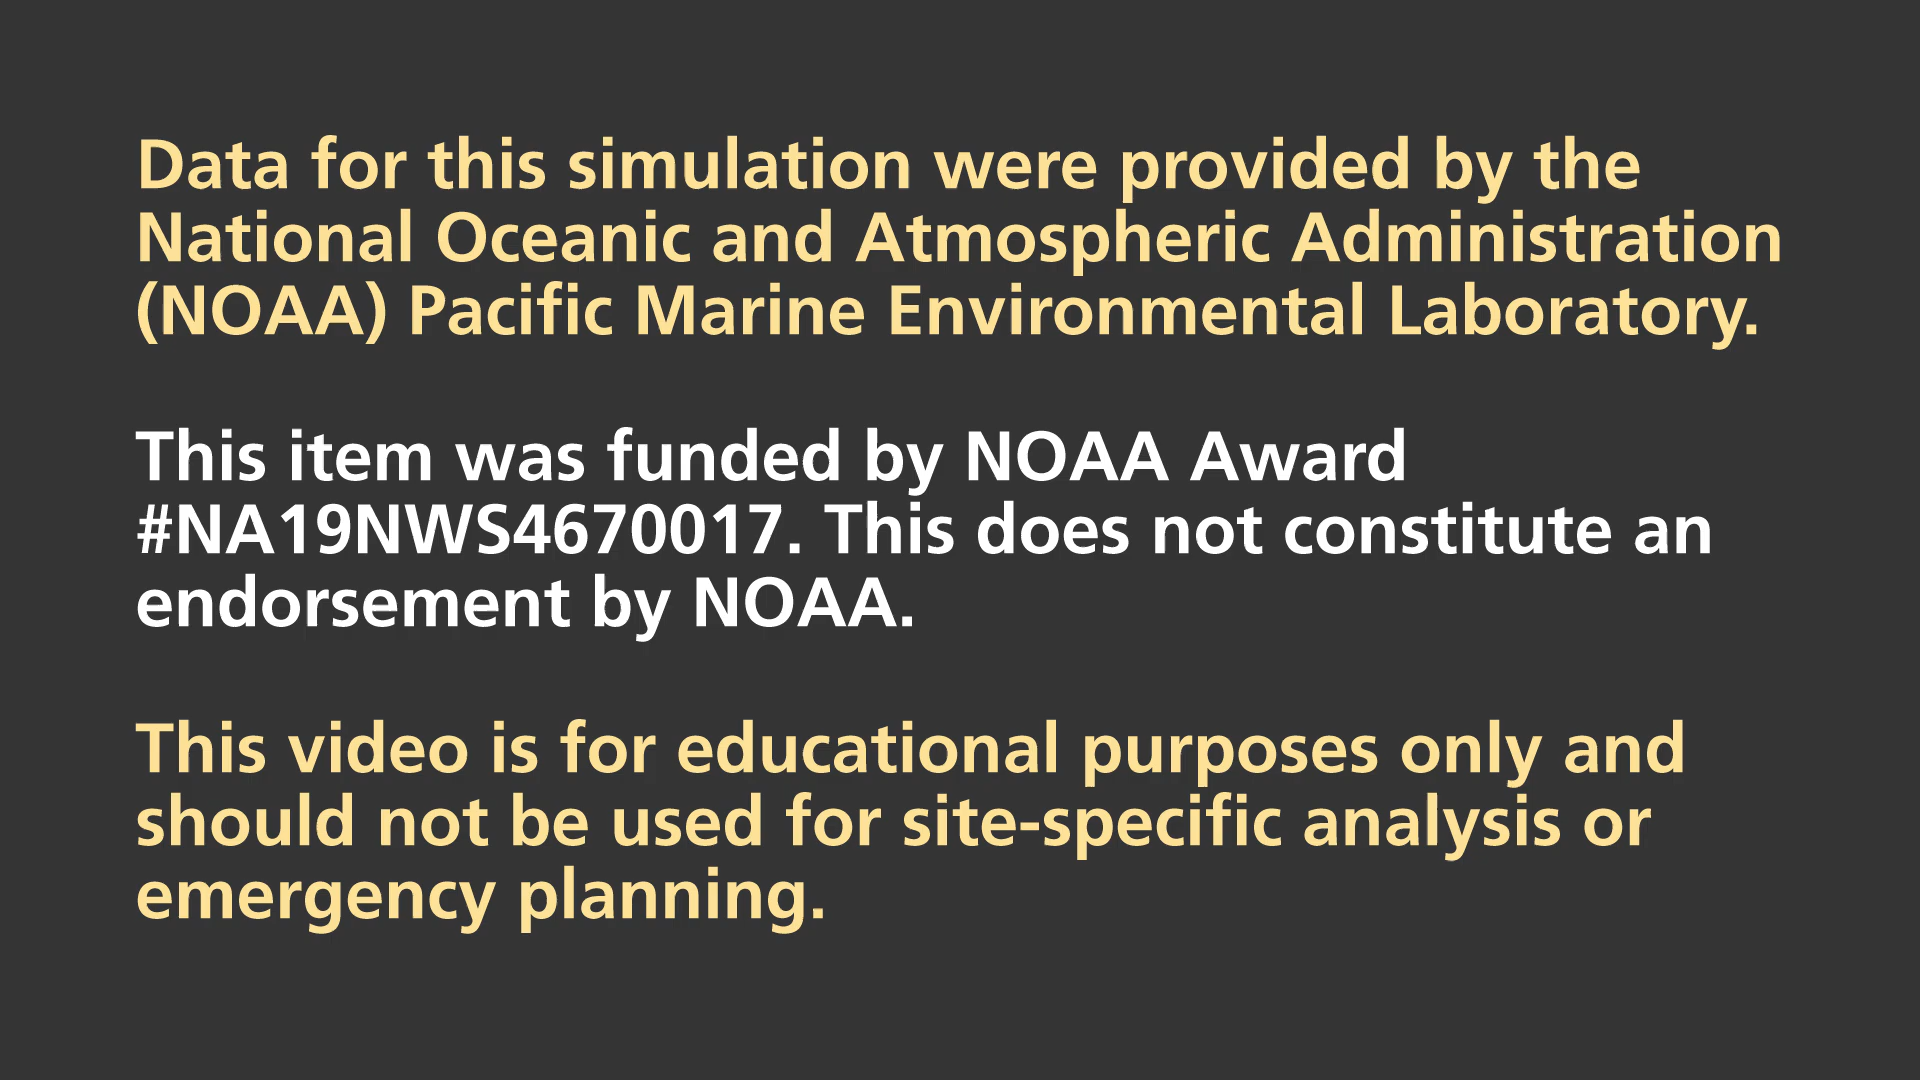 Data for this simulation were provided by the
National Oceanic and Atmospheric Administration
(NOAA) Pacific Marine Environmental Laboratory.
This item was funded by NOAA Award
#NA19NWS4670017. This does not constitute an
endorsement by NOAA.
This video is for educational purposes only and
should not be used for site-specific analysis or
emergency planning.